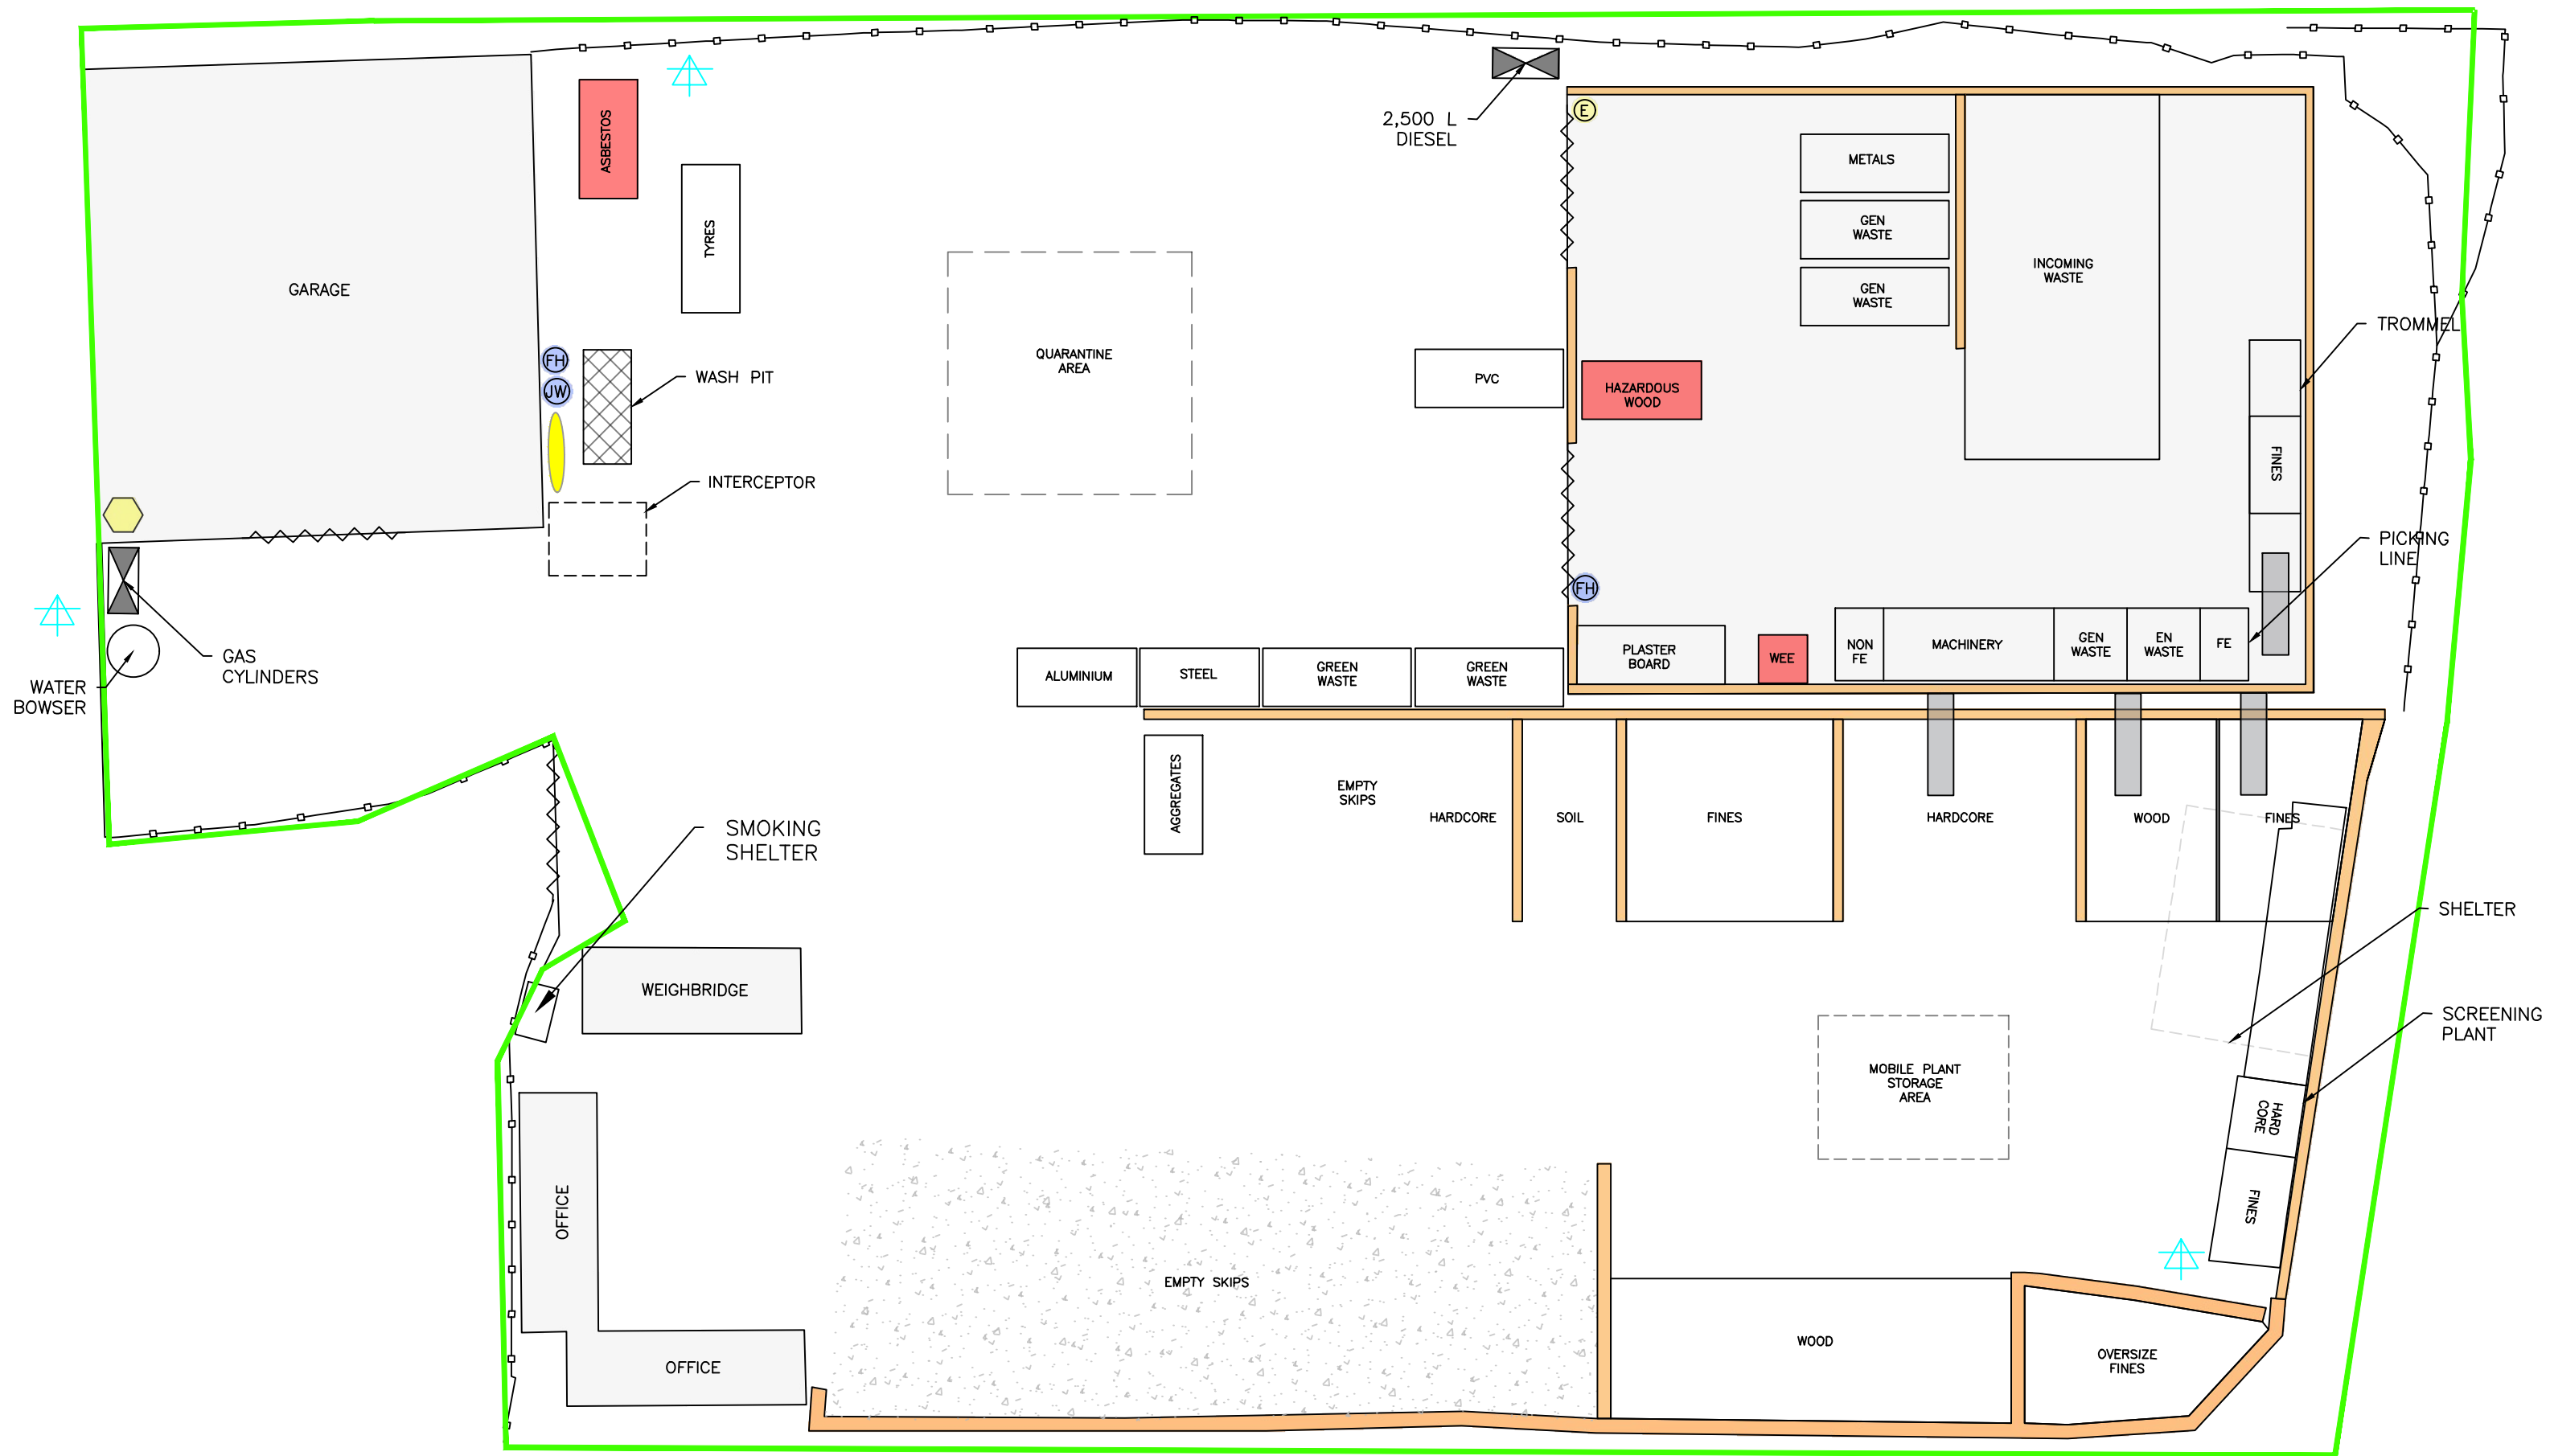 ASBESTOS
TYRES
GARAGE
2,500 L
DIESEL
E
METALS
GEN
WASTE
GEN
WASTE
INCOMING
WASTE
TROMMEL
QUARANTINE
AREA
FH
JW
WASH PIT
PVC
HAZARDOUS
WOOD
FINES
INTERCEPTOR
PICKING
LINE
FH
GAS
CYLINDERS
WATER
BOWSER
ALUMINIUM
STEEL
GREEN
WASTE
GREEN
WASTE
PLASTER
BOARD
WEE
NON
FE
MACHINERY
GEN
WASTE
EN
WASTE
FE
AGGREGATES
EMPTY
SKIPS
HARDCORE
SOIL
FINES
HARDCORE
WOOD
FINES
SMOKING
SHELTER
SHELTER
WEIGHBRIDGE
SCREENING
PLANT
MOBILE PLANT
STORAGE
AREA
HARD
CORE
FINES
OFFICE
EMPTY SKIPS
OFFICE
WOOD
OVERSIZE
FINES